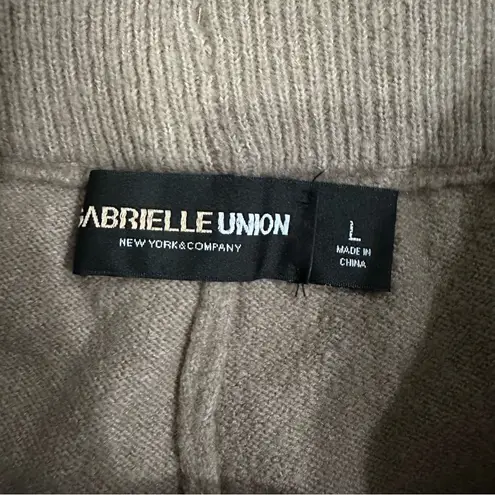 GABRIELLE UNION
NEW YORK & COMPANY
L
MADE IN
CHINA